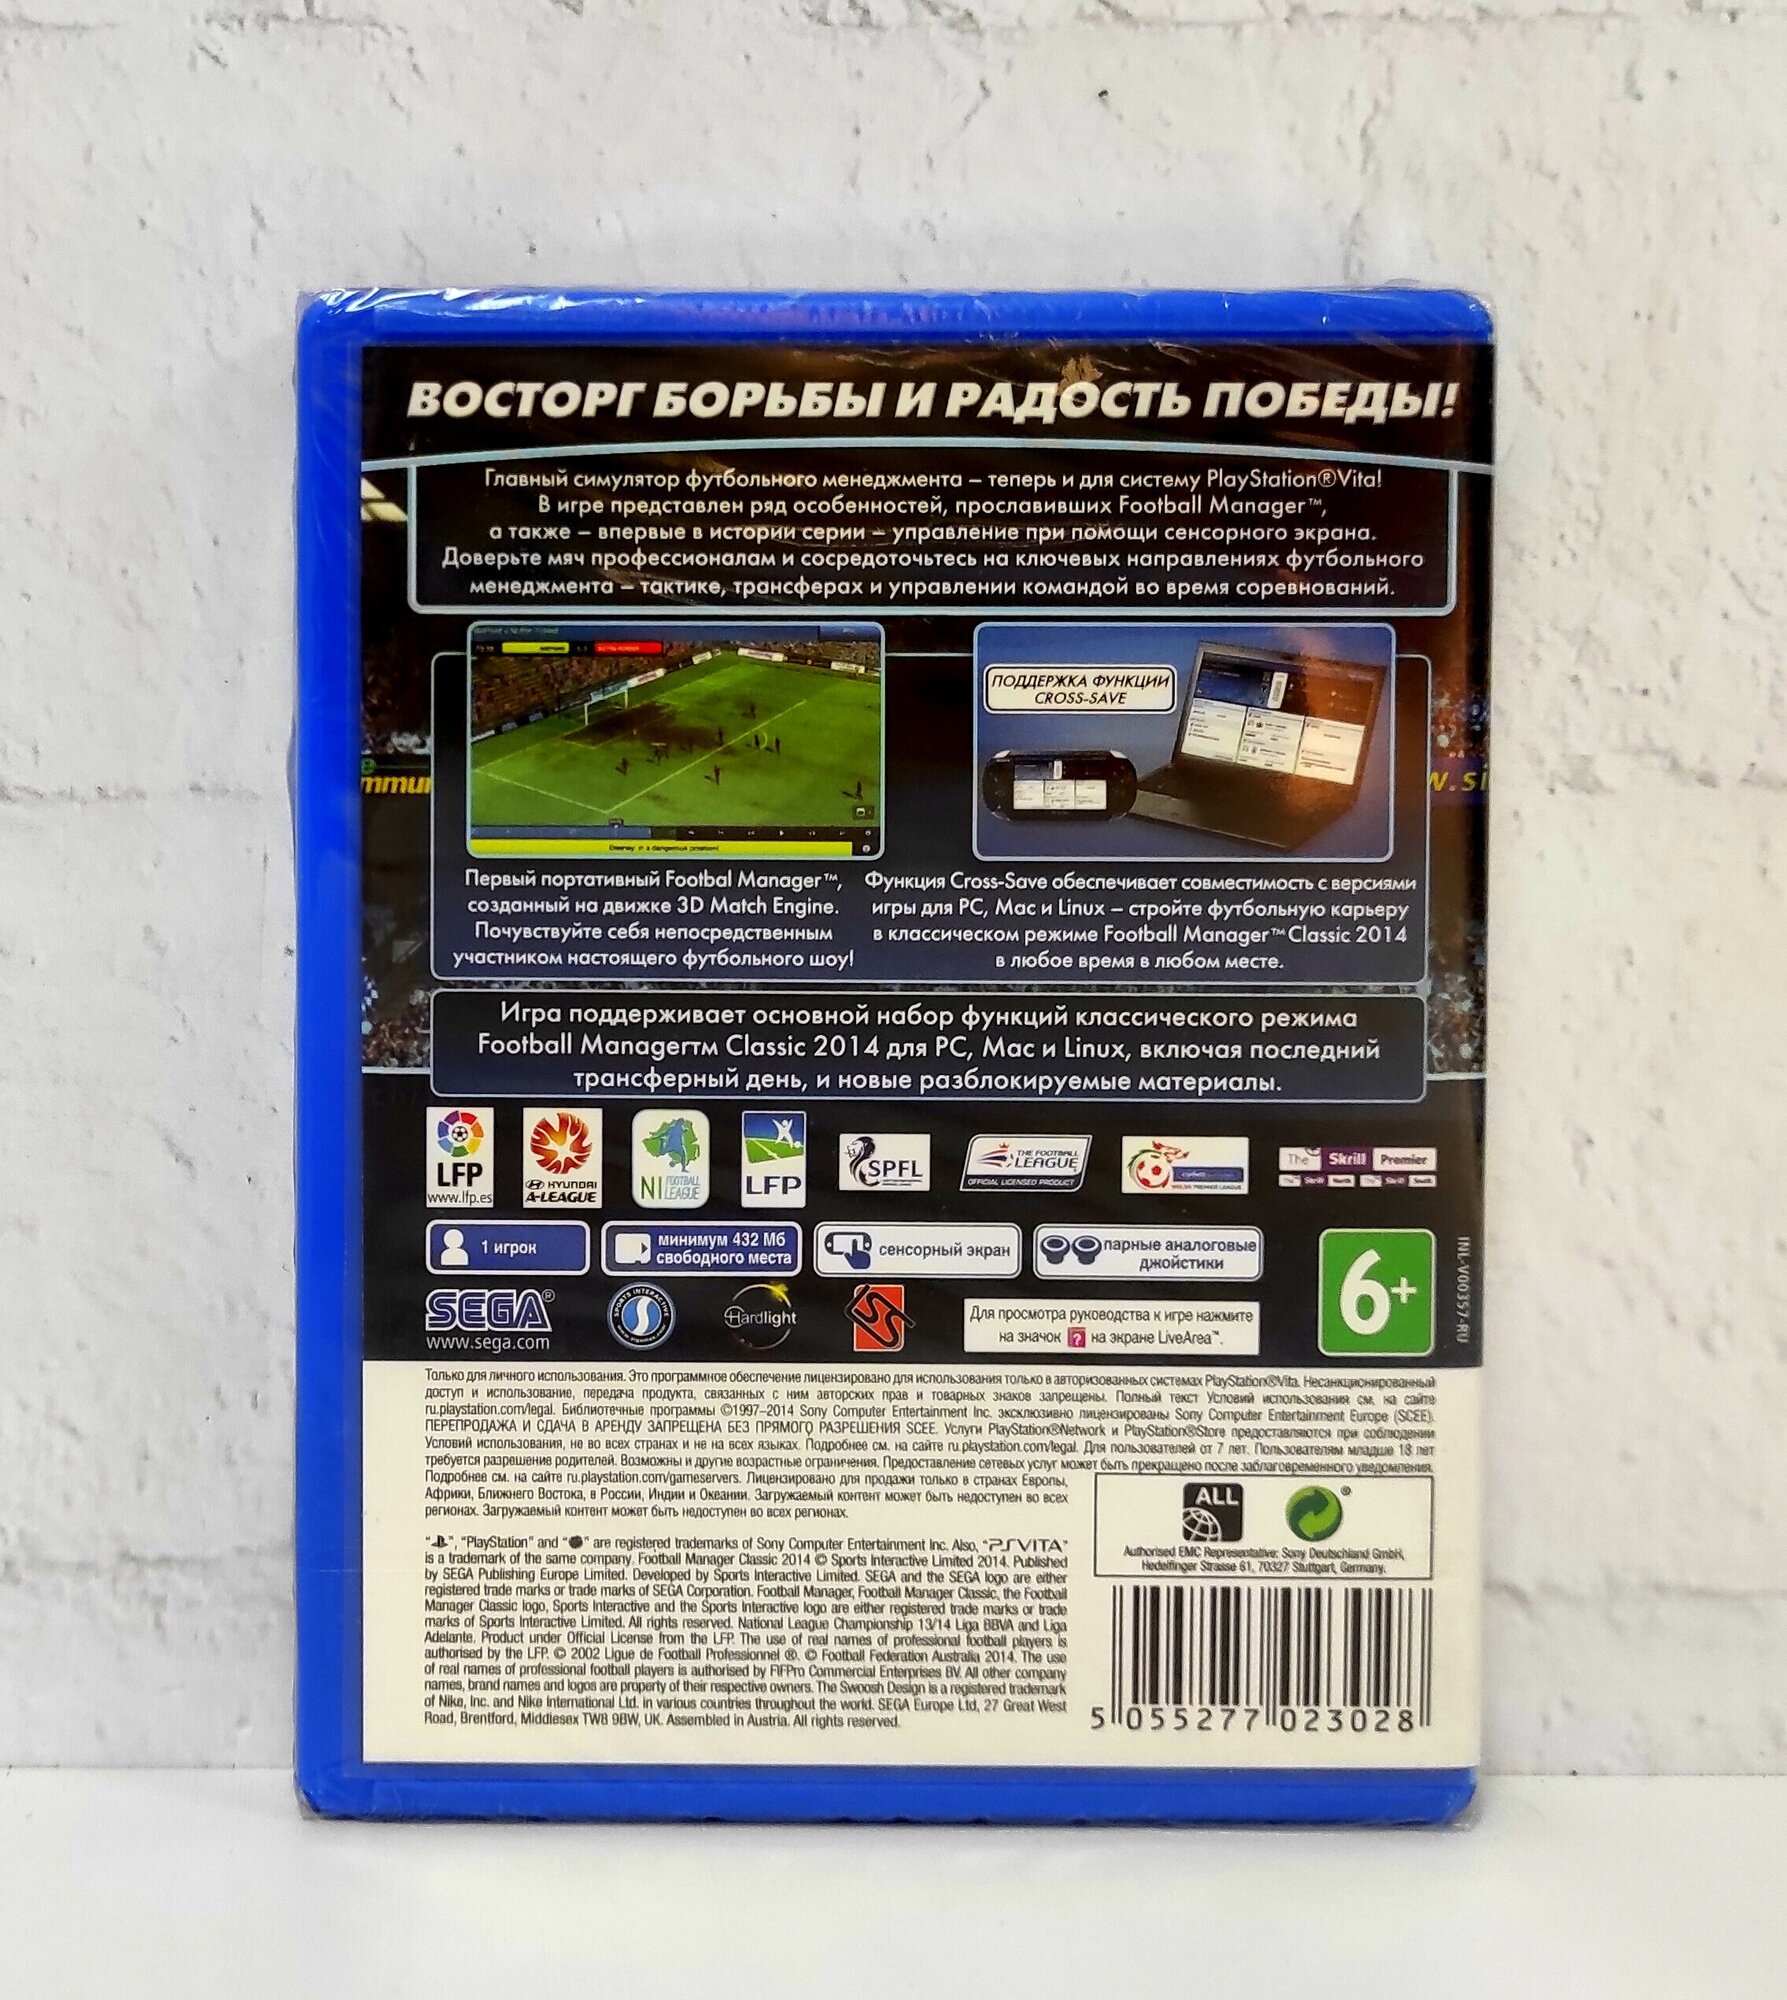 ВОСТОРГ БОРЬБЫ И РАДОСТЬ ПОБЕДЫ!
Главный симулятор футбольного менеджмента – теперь и для систему PlayStation®Vita!
В игре представлен ряд особенностей, прославивших Football Manager™,
а также – впервые в истории серии – управление при помощи сенсорного экрана.
Доверьте мяч профессионалам и сосредоточьтесь на ключевых направлениях футбольного
менеджмента – тактике, трансферах и управлении командой во время соревнований.
ПОДДЕРЖКА ФУНКЦИИ
CROSS-SAVE
mmuni
W.SI
in a dangerous position!
Первый портативный Footbal Manager™,
созданный на движке 3D Match Engine.
Почувствуйте себя непосредственным
участником настоящего футбольного шоу!
Функция Cross-Save обеспечивает совместимость с версиями
игры для PC, Mac и Linux – стройте футбольную карьеру
в классическом режиме Football Manager™ Classic 2014
в любое время в любом месте.
Игра поддерживает основной набор функций классического режима
Football Managerтм Classic 2014 для PC, Mac и Linux, включая последний
трансферный день, и новые разблокируемые материалы.
LFP
www.lfp.es
HYUNDAI
A-LEAGUE
NI FOOTBALL
LEAGUE
LFP
SPFL
THE FOOTBALL
LEAGUE
OFFICIAL LICENSED PRODUCT
The Skrill Premier
The Skrill North The Skrill South
1 игрок
минимум 432 Мб
свободного места
сенсорный экран
парные аналоговые
джойстики
6+
INL-V00357-RU
SEGA®
www.sega.com
SPORTS INTERACTIVE
Hardlight
Для просмотра руководства к игре нажмите
на значок ? на экране LiveArea™.
Только для личного использования. Это программное обеспечение лицензировано для использования только в авторизованных системах PlayStation®Vita. Несанкционированный
доступ и использование, передача продукта, связанных с ним авторских прав и товарных знаков запрещены. Полный текст Условий использования см. на сайте
ru.playstation.com/legal. Библиотечные программы ©1997–2014 Sony Computer Entertainment Inc. эксклюзивно лицензированы Sony Computer Entertainment Europe (SCEE).
ПЕРЕПРОДАЖА И СДАЧА В АРЕНДУ ЗАПРЕЩЕНА БЕЗ ПРЯМОГО РАЗРЕШЕНИЯ SCEE. Услуги PlayStation®Network и PlayStation®Store предоставляются при соблюдении
Условий использования, не во всех странах и не на всех языках. Подробнее см. на сайте ru.playstation.com/legal. Для пользователей от 7 лет. Пользователям младше 18 лет
требуется разрешение родителей. Возможны и другие возрастные ограничения. Предоставление сетевых услуг может быть прекращено после заблаговременного уведомления.
Подробнее см. на сайте ru.playstation.com/gameservers. Лицензировано для продажи только в странах Европы,
Африки, Ближнего Востока, в России, Индии и Океании. Загружаемый контент может быть недоступен во всех
регионах. Загружаемый контент может быть недоступен во всех регионах.
“ ”, “PlayStation” and “ ” are registered trademarks of Sony Computer Entertainment Inc. Also, “PSVITA”
is a trademark of the same company. Football Manager Classic 2014 © Sports Interactive Limited 2014. Published
by SEGA Publishing Europe Limited. Developed by Sports Interactive Limited. SEGA and the SEGA logo are either
registered trade marks or trade marks of SEGA Corporation. Football Manager, Football Manager Classic, the Football
Manager Classic logo, Sports Interactive and the Sports Interactive logo are either registered trade marks or trade
marks of Sports Interactive Limited. All rights reserved. National League Championship 13/14 Liga BBVA and Liga
Adelante. Product under Official License from the LFP. The use of real names of professional football players is
authorised by the LFP. © 2002 Ligue de Football Professionnel ®. © Football Federation Australia 2014. The use
of real names of professional football players is authorised by FIFPro Commercial Enterprises BV. All other company
names, brand names and logos are property of their respective owners. The Swoosh Design is a registered trademark
of Nike, Inc. and Nike International Ltd. in various countries throughout the world. SEGA Europe Ltd, 27 Great West
Road, Brentford, Middlesex TW8 9BW, UK. Assembled in Austria. All rights reserved.
ALL
®
Authorised EMC Representative: Sony Deutschland GmbH,
Hedelfinger Strasse 61, 70327 Stuttgart, Germany.
5 055277 023028